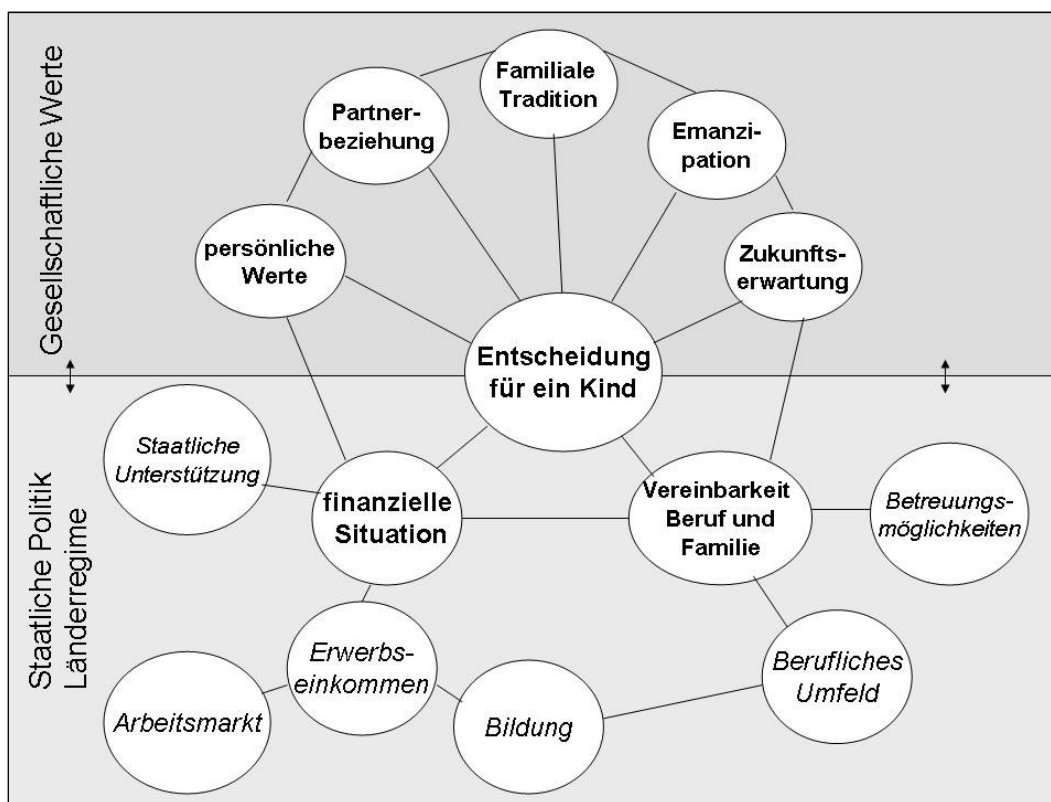 Gesellschaftliche Werte
Familiale
Tradition
Partner-
beziehung
Emanzi-
pation
persönliche
Werte
Zukunfts-
erwartung
Entscheidung
für ein Kind
Staatliche Politik
Länderregime
Staatliche
Unterstützung
finanzielle
Situation
Vereinbarkeit
Beruf und
Familie
Betreuungs-
möglichkeiten
Erwerbs-
einkommen
Berufliches
Umfeld
Arbeitsmarkt
Bildung